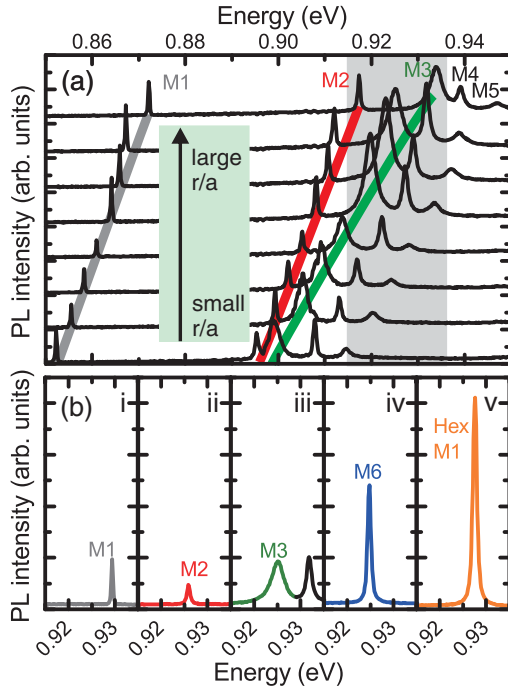 Energy (eV)
0.86 0.88 0.90 0.92 0.94
PL intensity (arb. units)
(a)
M1
M2
M3
M4
M5
large
r/a
small
r/a
PL intensity (arb. units)
(b)
i
ii
iii
iv
v
M1
M2
M3
M6
Hex
M1
0.92 0.93 0.92 0.93 0.92 0.93 0.92 0.93 0.92 0.93
Energy (eV)